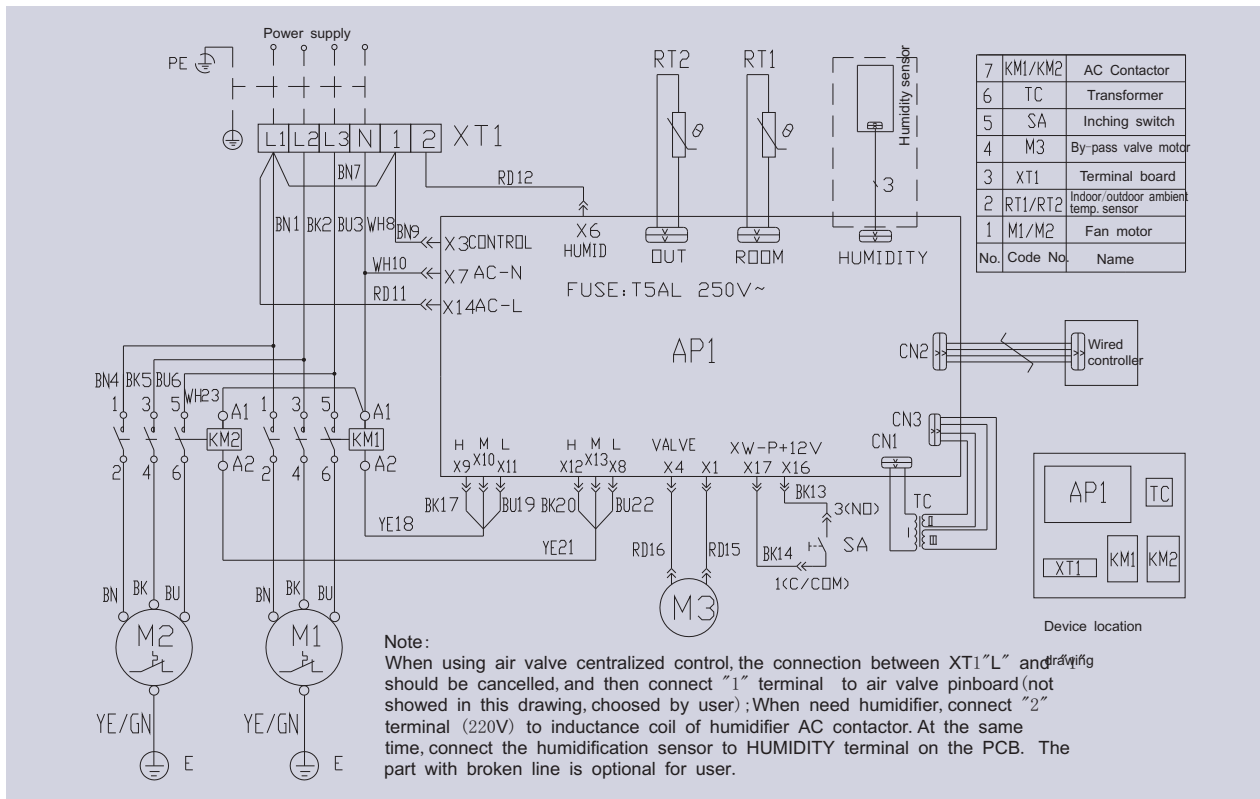 Power supply
PE
L1 L2 L3 N 1 2 XT1
BN7
RD12
BN1 BK2 BU3 WH8 BN9
WH10
RD11
RT2 RT1
θ θ
Humidity sensor
3
X6
HUMID
OUT ROOM HUMIDITY
X3 CONTROL
X7 AC-N
X14 AC-L
FUSE:T5AL 250V~
AP1
7 KM1/KM2 AC Contactor
6 TC Transformer
5 SA Inching switch
4 M3 By-pass valve motor
3 XT1 Terminal board
2 RT1/RT2 Indoor/outdoor ambient temp. sensor
1 M1/M2 Fan motor
No. Code No. Name
CN2
Wired
controller
CN3
CN1
BN4 BK5 BU6
WH23
1 3 5 A1 1 3 5 A1
KM2 KM1
2 4 6 A2 2 4 6 A2
H M L H M L VALVE XW-P+12V
X9 X10 X11 X12 X13 X8 X4 X1 X17 X16
BK17 BU19 BK20 BU22
YE18
YE21
RD16 RD15
BK13
3(NO)
SA
BK14
1(C/COM)
TC
I II III
AP1 TC
XT1 KM1 KM2
Device location
drawing
BN BK BU BN BK BU
M2 M1 M3
YE/GN YE/GN
E E
Note:
When using air valve centralized control, the connection between XT1"L" and "1"
should be cancelled, and then connect "1" terminal to air valve pinboard(not
showed in this drawing, choosed by user); When need humidifier, connect "2"
terminal (220V) to inductance coil of humidifier AC contactor. At the same
time, connect the humidification sensor to HUMIDITY terminal on the PCB. The
part with broken line is optional for user.